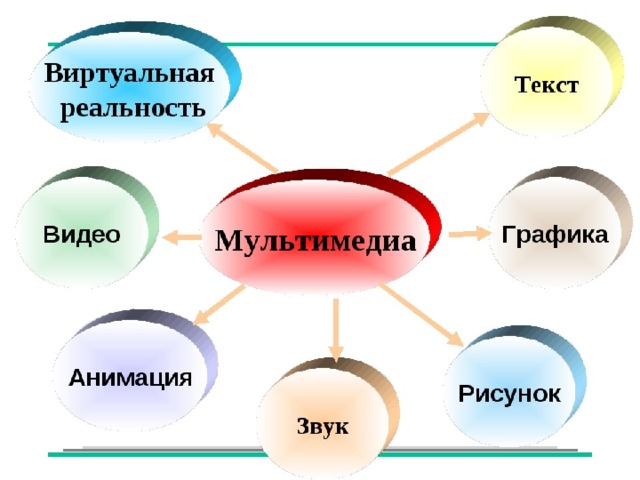 Виртуальная
реальность
Текст
Видео
Мультимедиа
Графика
Анимация
Рисунок
Звук